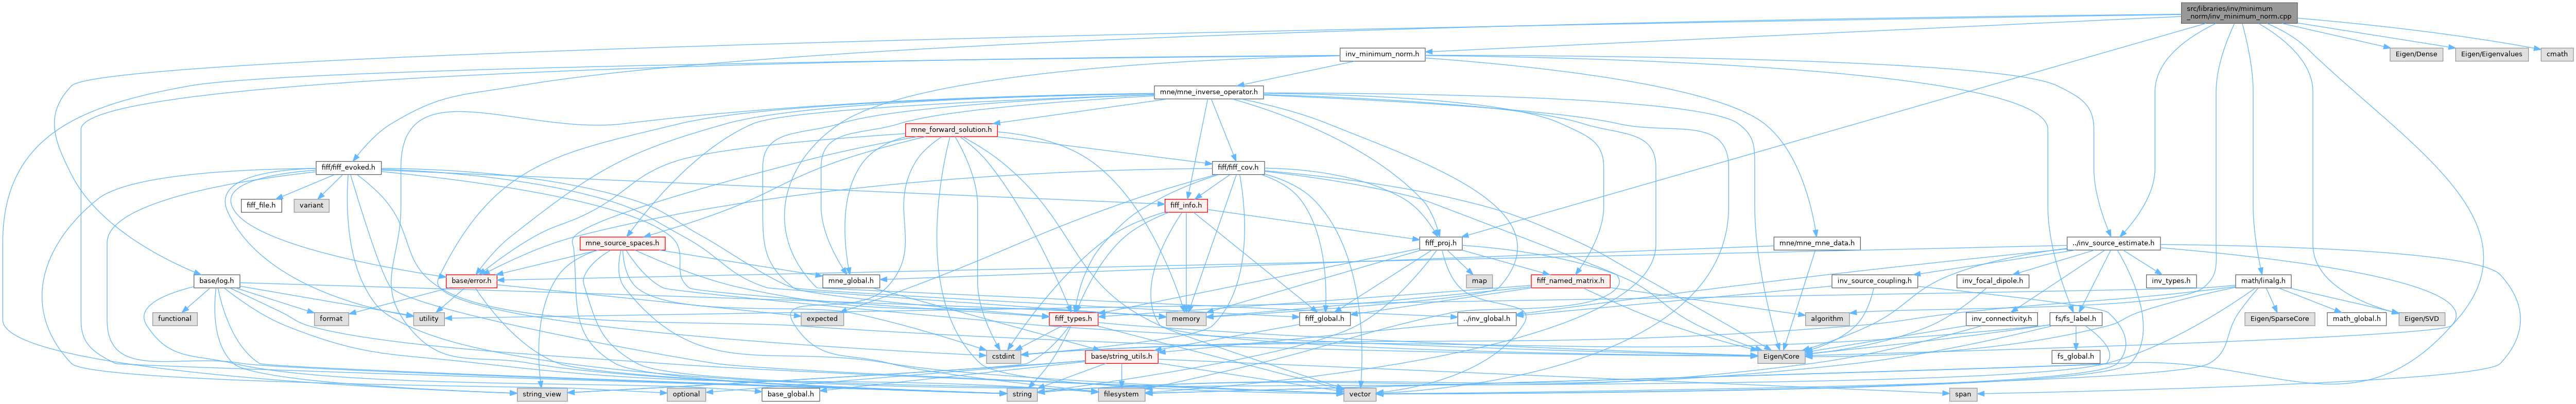 src/libraries/inv/minimum
_norm/inv_minimum_norm.cpp
inv_minimum_norm.h
Eigen/Dense
Eigen/Eigenvalues
cmath
mne/mne_inverse_operator.h
mne_forward_solution.h
fiff/fiff_evoked.h
fiff/fiff_cov.h
fiff_file.h
variant
fiff_info.h
mne_source_spaces.h
fiff_proj.h
mne/mne_mne_data.h
../inv_source_estimate.h
base/log.h
base/error.h
mne_global.h
map
fiff_named_matrix.h
inv_source_coupling.h
inv_focal_dipole.h
inv_types.h
math/linalg.h
functional
format
utility
expected
fiff_types.h
memory
fiff_global.h
../inv_global.h
algorithm
inv_connectivity.h
fs/fs_label.h
Eigen/SparseCore
math_global.h
Eigen/SVD
cstdint
base/string_utils.h
Eigen/Core
fs_global.h
string_view
optional
base_global.h
string
filesystem
vector
span